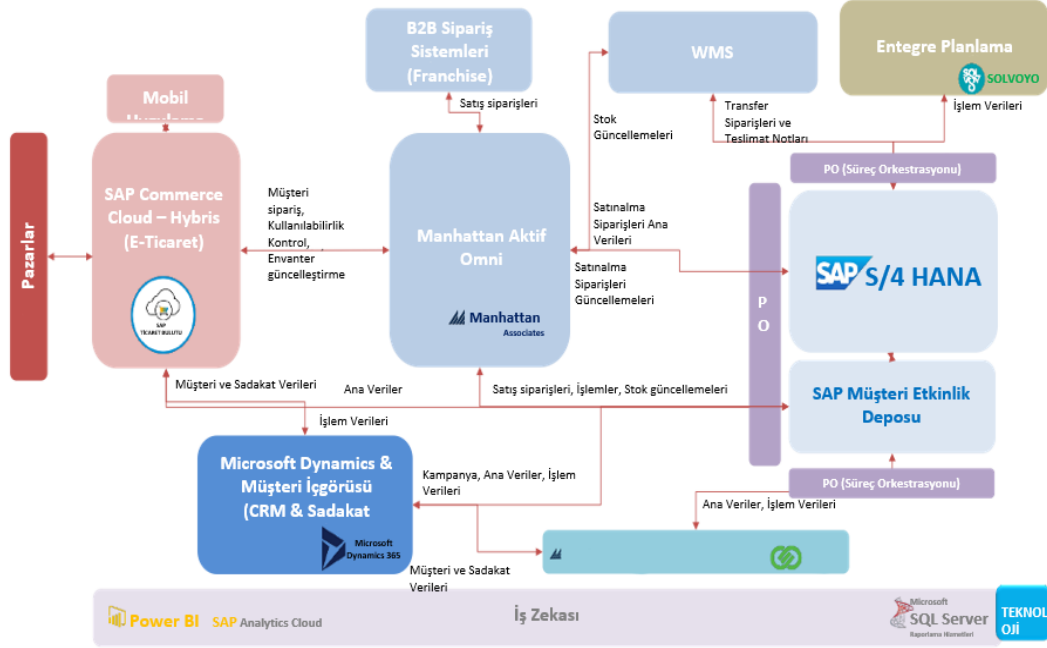 B2B Sipariş
Sistemleri
(Franchise)
WMS
Entegre Planlama
SOLVOYO
Mobil
Satış siparişleri
Stok
Güncellemeleri
Transfer
Siparişleri ve
Teslimat Notları
İşlem Verileri
PO (Süreç Orkestrasyonu)
Pazarlar
SAP Commerce
Cloud – Hybris
(E-Ticaret)
SAP
TİCARET BULUTU
Müşteri
sipariş,
Kullanılabilirlik
Kontrol,
Envanter
güncelleştirme
Manhattan Aktif
Omni
Manhattan
Associates
Satınalma
Siparişleri Ana
Verileri
Satınalma
Siparişleri
Güncellemeleri
P
O
SAP S/4 HANA
Müşteri ve Sadakat Verileri
Ana Veriler
Satış siparişleri, İşlemler, Stok güncellemeleri
SAP Müşteri Etkinlik
Deposu
İşlem Verileri
Microsoft Dynamics &
Müşteri İçgörüsü
(CRM & Sadakat
Microsoft
Dynamics 365
Kampanya, Ana Veriler, İşlem
Verileri
PO (Süreç Orkestrasyonu)
Ana Veriler, İşlem Verileri
Müşteri ve Sadakat
Verileri
Power BI
SAP Analytics Cloud
İş Zekası
Microsoft
SQL Server
Raporlama Hizmetleri
TEKNOL
OJİ